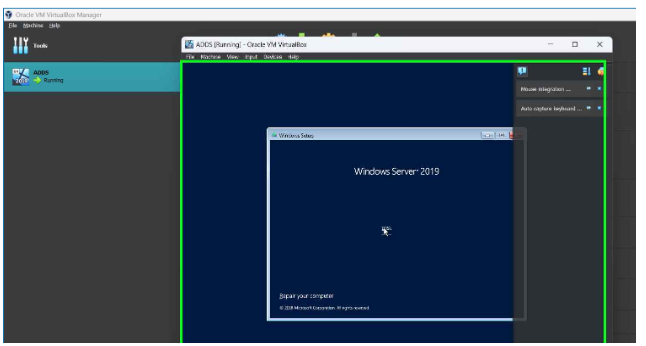 Oracle VM VirtualBox Manager
File Machine Help
Tools
ADDS
2019
Running
ADDS [Running] - Oracle VM VirtualBox
File Machine View Input Devices Help
Mouse integration ...
Auto capture keyboard ...
Windows Setup
Windows Server 2019
Repair your computer
Microsoft Corporation. All rights reserved.